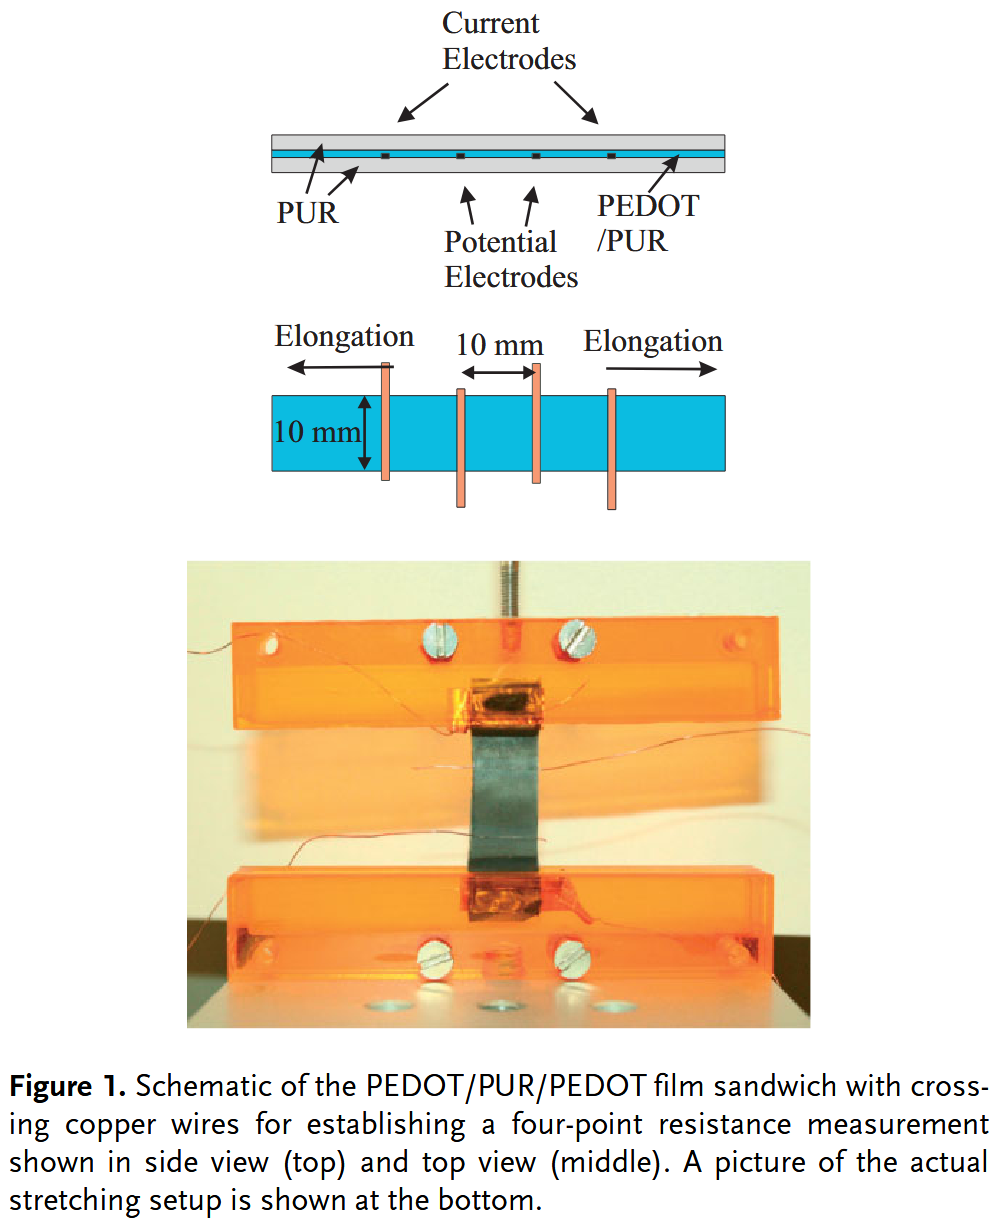 Current
Electrodes
PUR
PEDOT
/PUR
Potential
Electrodes
Elongation
10 mm
Elongation
10 mm
Figure 1. Schematic of the PEDOT/PUR/PEDOT film sandwich with cross-
ing copper wires for establishing a four-point resistance measurement
shown in side view (top) and top view (middle). A picture of the actual
stretching setup is shown at the bottom.